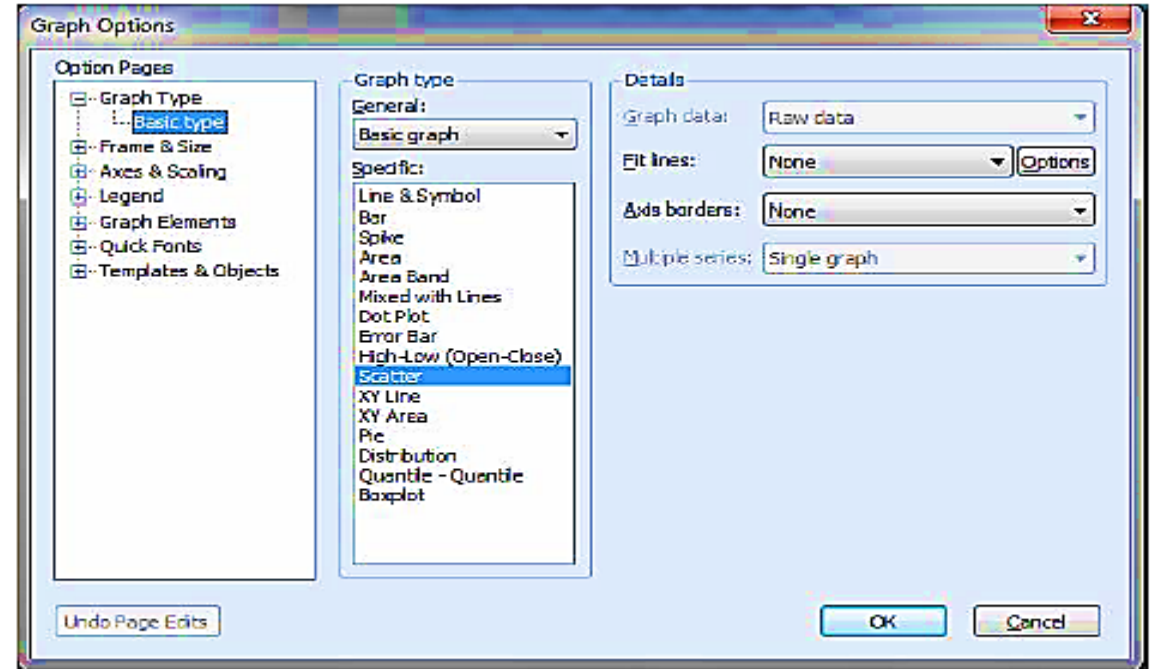 Graph Options
Option Pages
Graph Type
Basic type
Frame & Size
Axes & Scaling
Legend
Graph Elements
Quick Fonts
Templates & Objects
Undo Page Edits
Graph type
General:
Basic graph
Specific:
Line & Symbol
Bar
Spike
Area
Area Band
Mixed with Lines
Dot Plot
Error Bar
High-Low (Open-Close)
Scatter
XY Line
XY Area
Pie
Distribution
Quantile - Quantile
Boxplot
Details
Graph data: Raw data
Fit lines: None Options
Axis borders: None
Multiple series: Single graph
OK Cancel